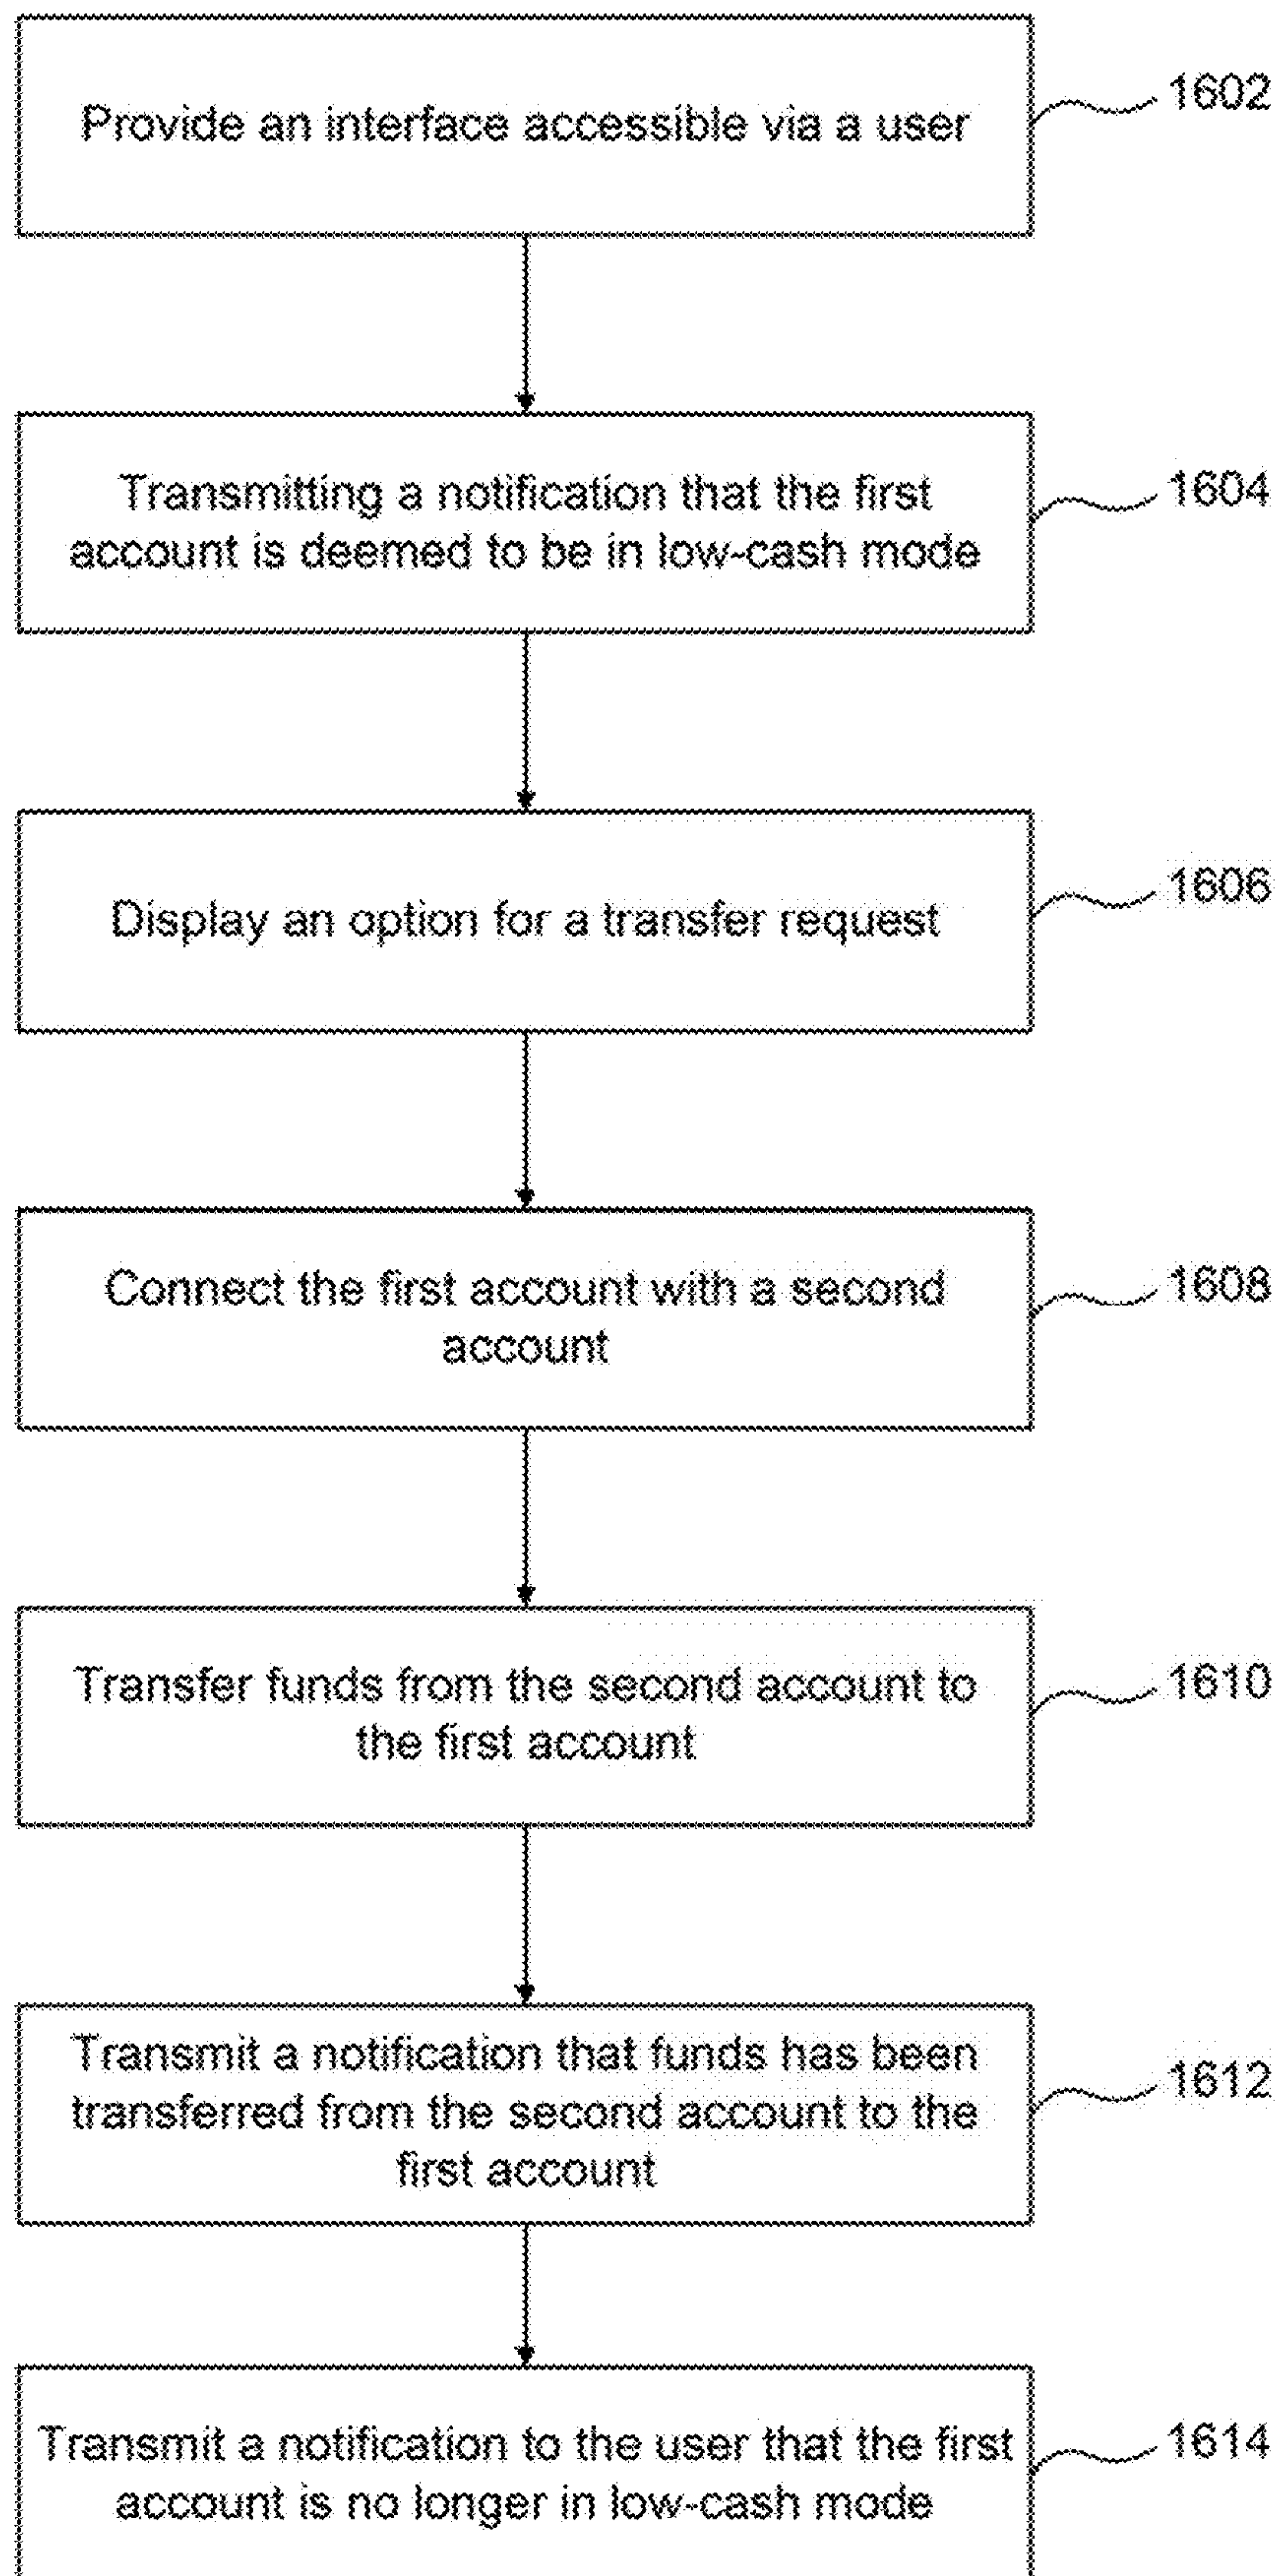 Provide an interface accessible via a user
1602
Transmitting a notification that the first
account is deemed to be in low-cash mode
1604
Display an option for a transfer request
1606
Connect the first account with a second
account
1608
Transfer funds from the second account to
the first account
1610
Transmit a notification that funds has been
transferred from the second account to the
first account
1612
Transmit a notification to the user that the first
account is no longer in low-cash mode
1614